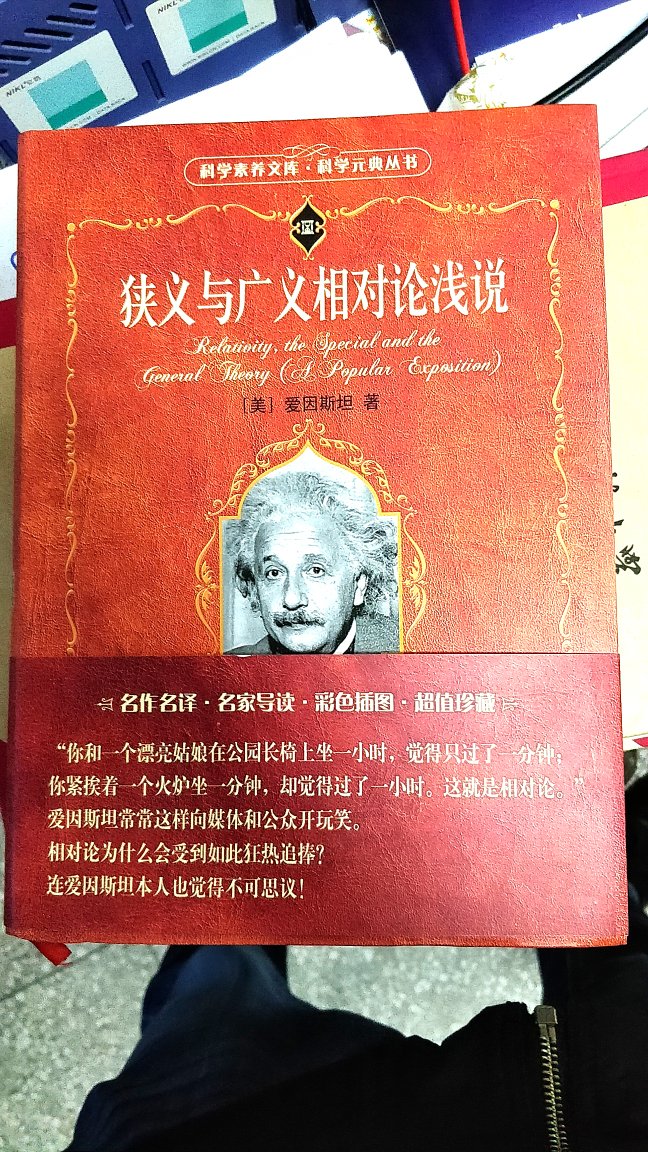 NIKL
NIKL
科学素养文库·科学元典丛书
狭义与广义相对论浅说
Relativity, the Special and the
General Theory (A Popular Exposition)
[美] 爱因斯坦 著
名作名译·名家导读·彩色插图·超值珍藏
“你和一个漂亮姑娘在公园长椅上坐一小时，觉得只过了一分钟；
你紧挨着一个火炉坐一分钟，却觉得过了一小时。这就是相对论。”
爱因斯坦常常这样向媒体和公众开玩笑。
相对论为什么会受到如此狂热追捧？
连爱因斯坦本人也觉得不可思议！